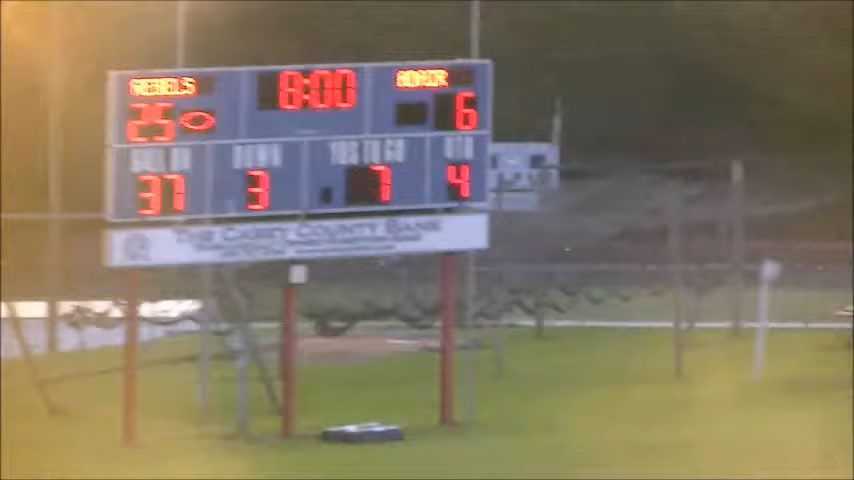 REBELS 8:00
25 6
BALL ON DOWN YDS TO GO QTR
37 3 7 4
THE CASEY COUNTY BANK